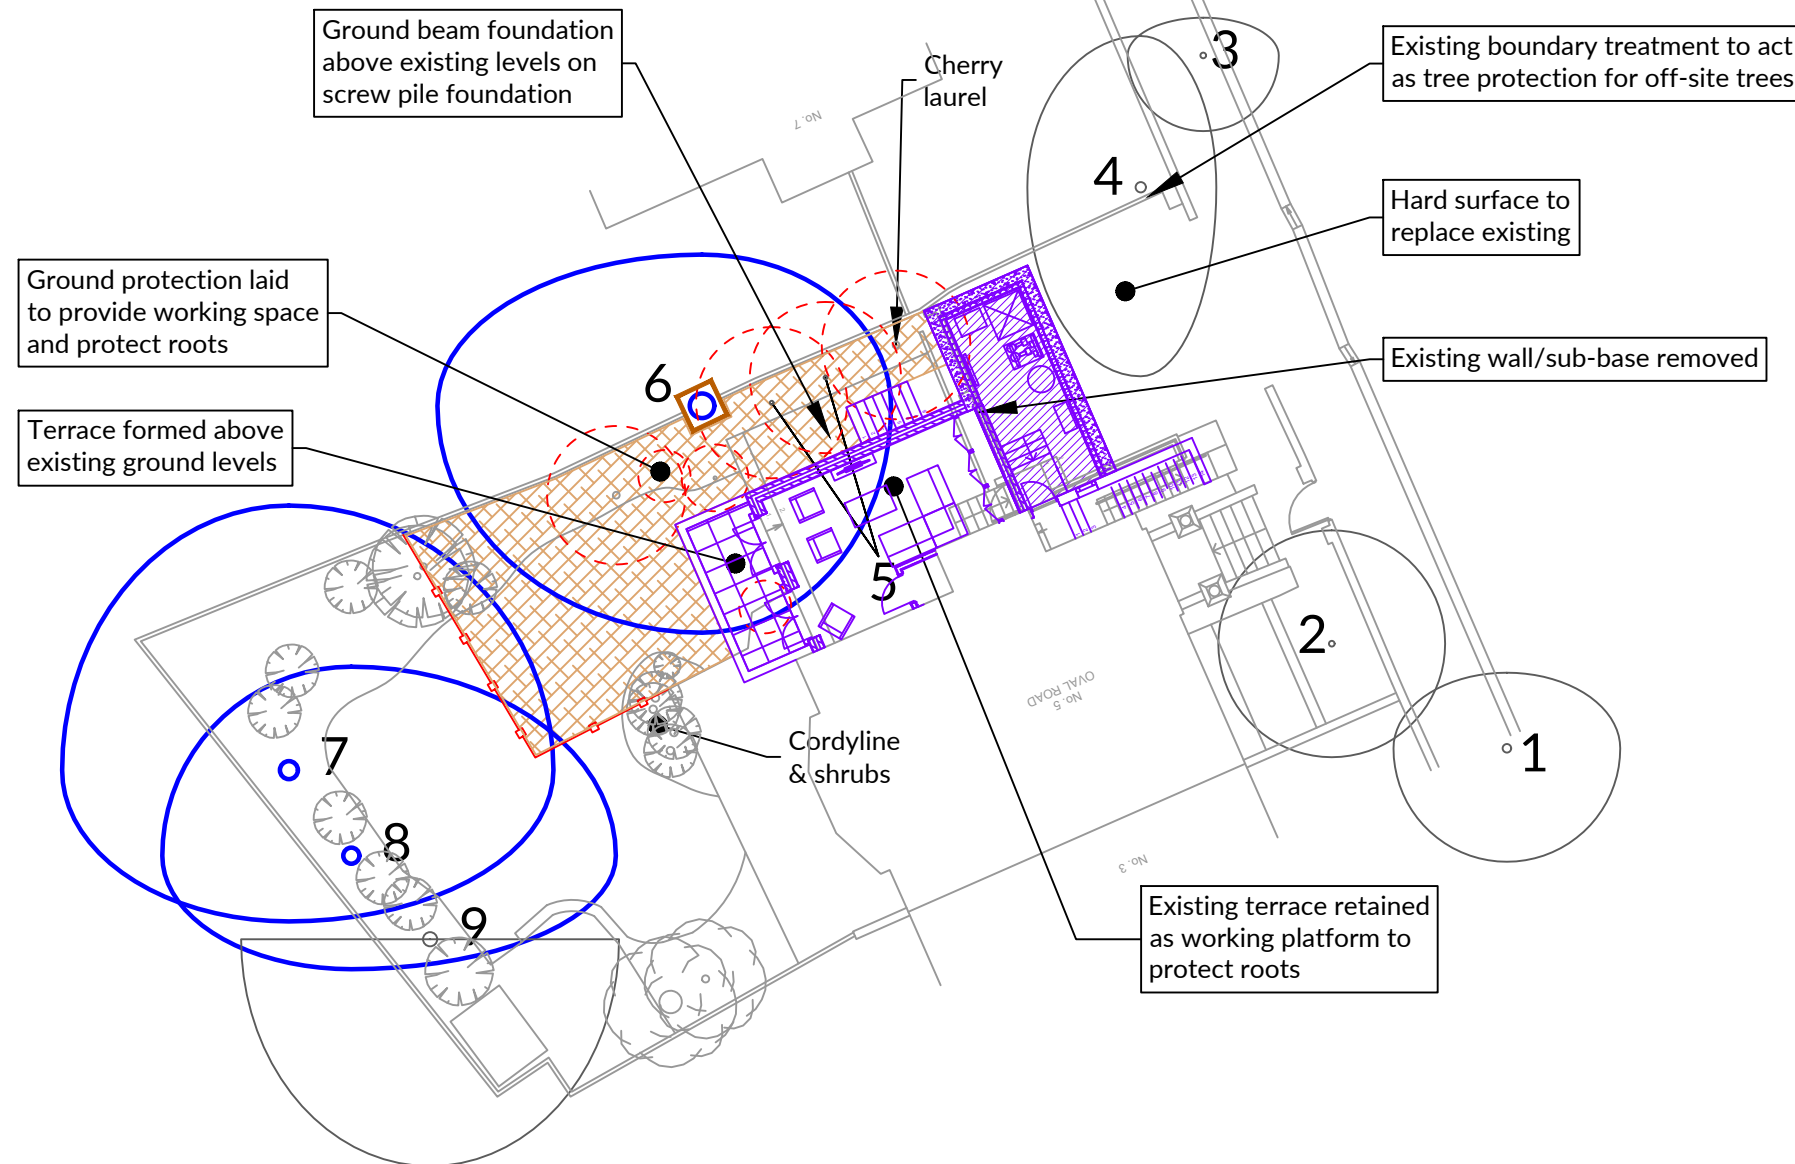 Ground beam foundation
above existing levels on
screw pile foundation
Cherry
laurel
3
Existing boundary treatment to act
as tree protection for off-site trees
No. 7
4
Hard surface to
replace existing
Ground protection laid
to provide working space
and protect roots
Existing wall/sub-base removed
6
Terrace formed above
existing ground levels
5
2
No. 5
OVAL ROAD
1
7
Cordyline
& shrubs
8
No. 3
9
Existing terrace retained
as working platform to
protect roots